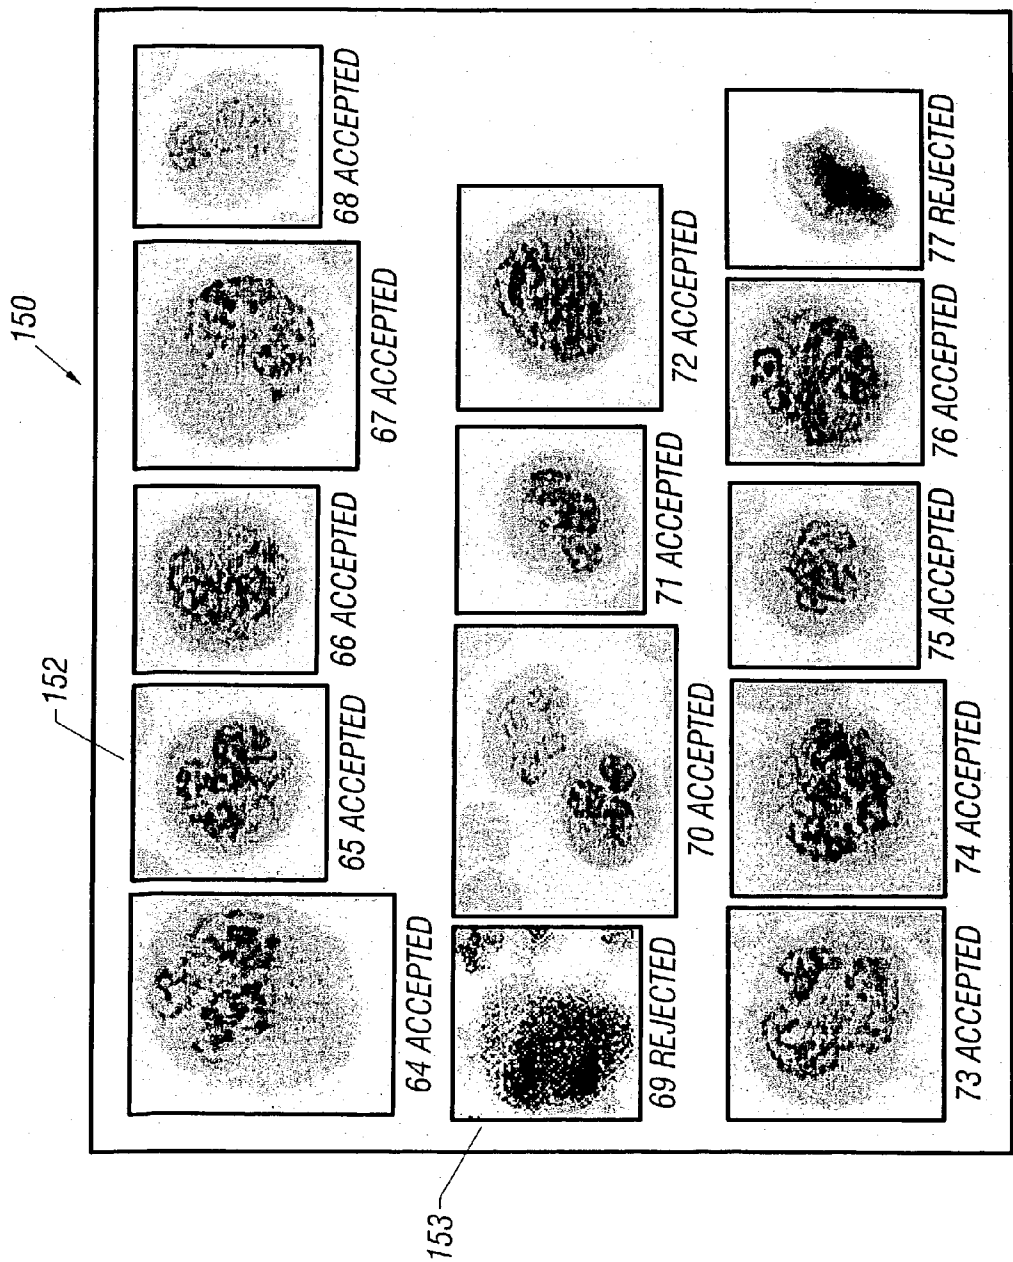 150
152
64 ACCEPTED
65 ACCEPTED
66 ACCEPTED
67 ACCEPTED
68 ACCEPTED
153
69 REJECTED
70 ACCEPTED
71 ACCEPTED
72 ACCEPTED
73 ACCEPTED
74 ACCEPTED
75 ACCEPTED
76 ACCEPTED
77 REJECTED